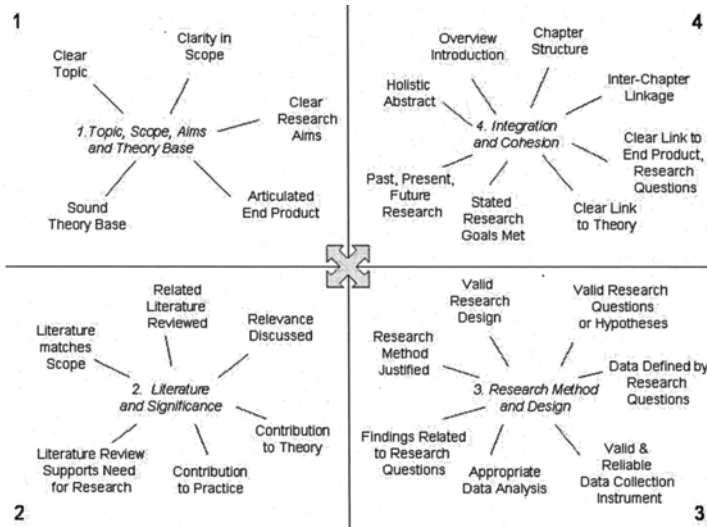 1
Clear
Topic
Clarity in
Scope
Clear
Research
Aims
1.Topic, Scope, Aims
and Theory Base
Sound
Theory Base
Articulated
End Product
4
Overview
Introduction
Chapter
Structure
Holistic
Abstract
Inter-Chapter
Linkage
4. Integration
and Cohesion
Clear Link to
End Product,
Research
Questions
Past, Present,
Future
Research
Stated
Research
Goals Met
Clear Link
to Theory
Related
Literature
Reviewed
Literature
matches
Scope
Relevance
Discussed
2. Literature
and Significance
Contribution
to Theory
Literature Review
Supports Need
for Research
Contribution
to Practice
2
Valid
Research
Design
Valid Research
Questions
or Hypotheses
Research
Method
Justified
Data Defined by
Research
Questions
3. Research Method
and Design
Findings Related
to Research
Questions
Appropriate
Data Analysis
Valid &
Reliable
Data Collection
Instrument
3